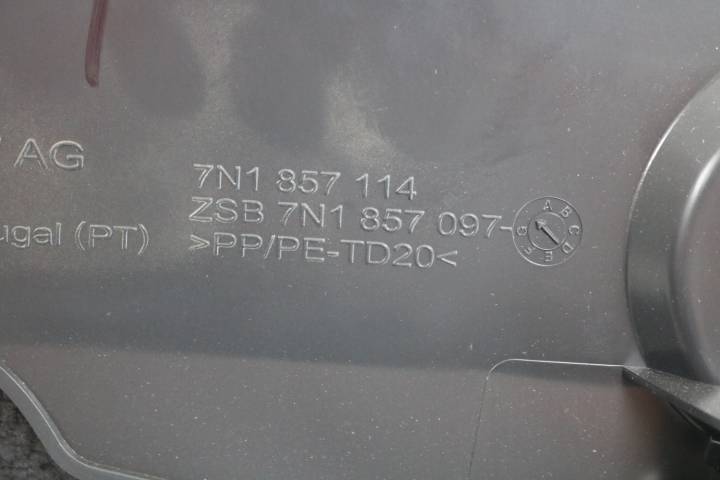 AG
7N1 857 114
ZSB 7N1 857 097-
ugal (PT)
>PP/PE-TD20<
A B C D E F G